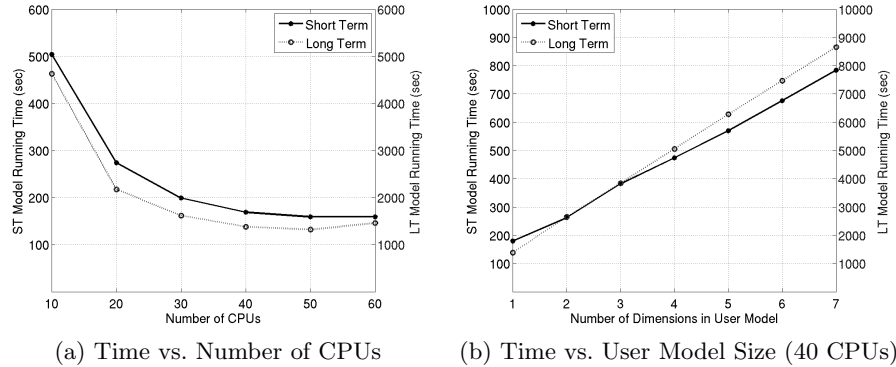 600
500
400
300
200
100
ST Model Running Time (sec)
6000
5000
4000
3000
2000
1000
LT Model Running Time (sec)
Short Term
Long Term
10 20 30 40 50 60
Number of CPUs
(a) Time vs. Number of CPUs
1000
900
800
700
600
500
400
300
200
100
ST Model Running Time (sec)
10000
9000
8000
7000
6000
5000
4000
3000
2000
1000
LT Model Running Time (sec)
Short Term
Long Term
1 2 3 4 5 6 7
Number of Dimensions in User Model
(b) Time vs. User Model Size (40 CPUs)